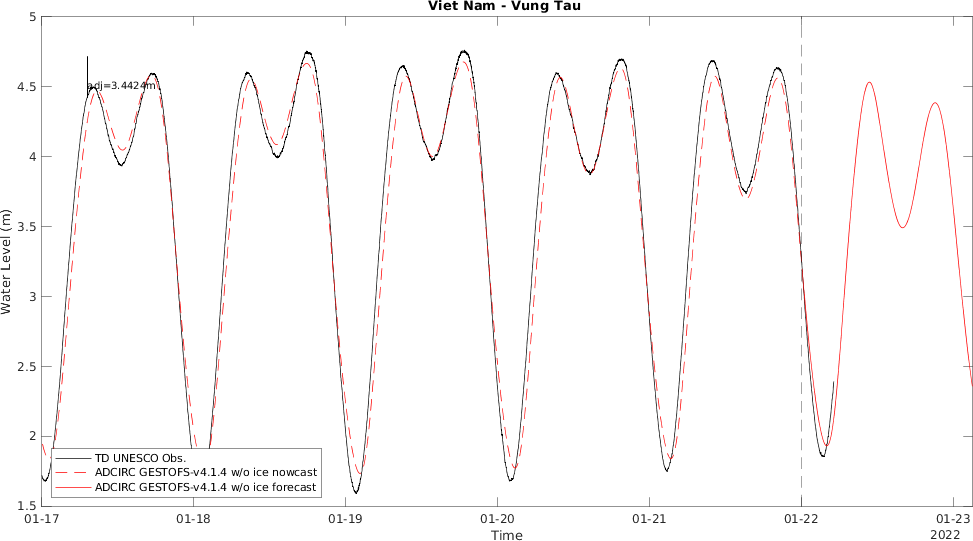 Viet Nam - Vung Tau
5
4.5
4
3.5
3
2.5
2
1.5
Water Level (m)
adj=3.4424m
TD UNESCO Obs.
ADCIRC GESTOFS-v4.1.4 w/o ice nowcast
ADCIRC GESTOFS-v4.1.4 w/o ice forecast
01-17 01-18 01-19 01-20 01-21 01-22 01-23
Time
2022